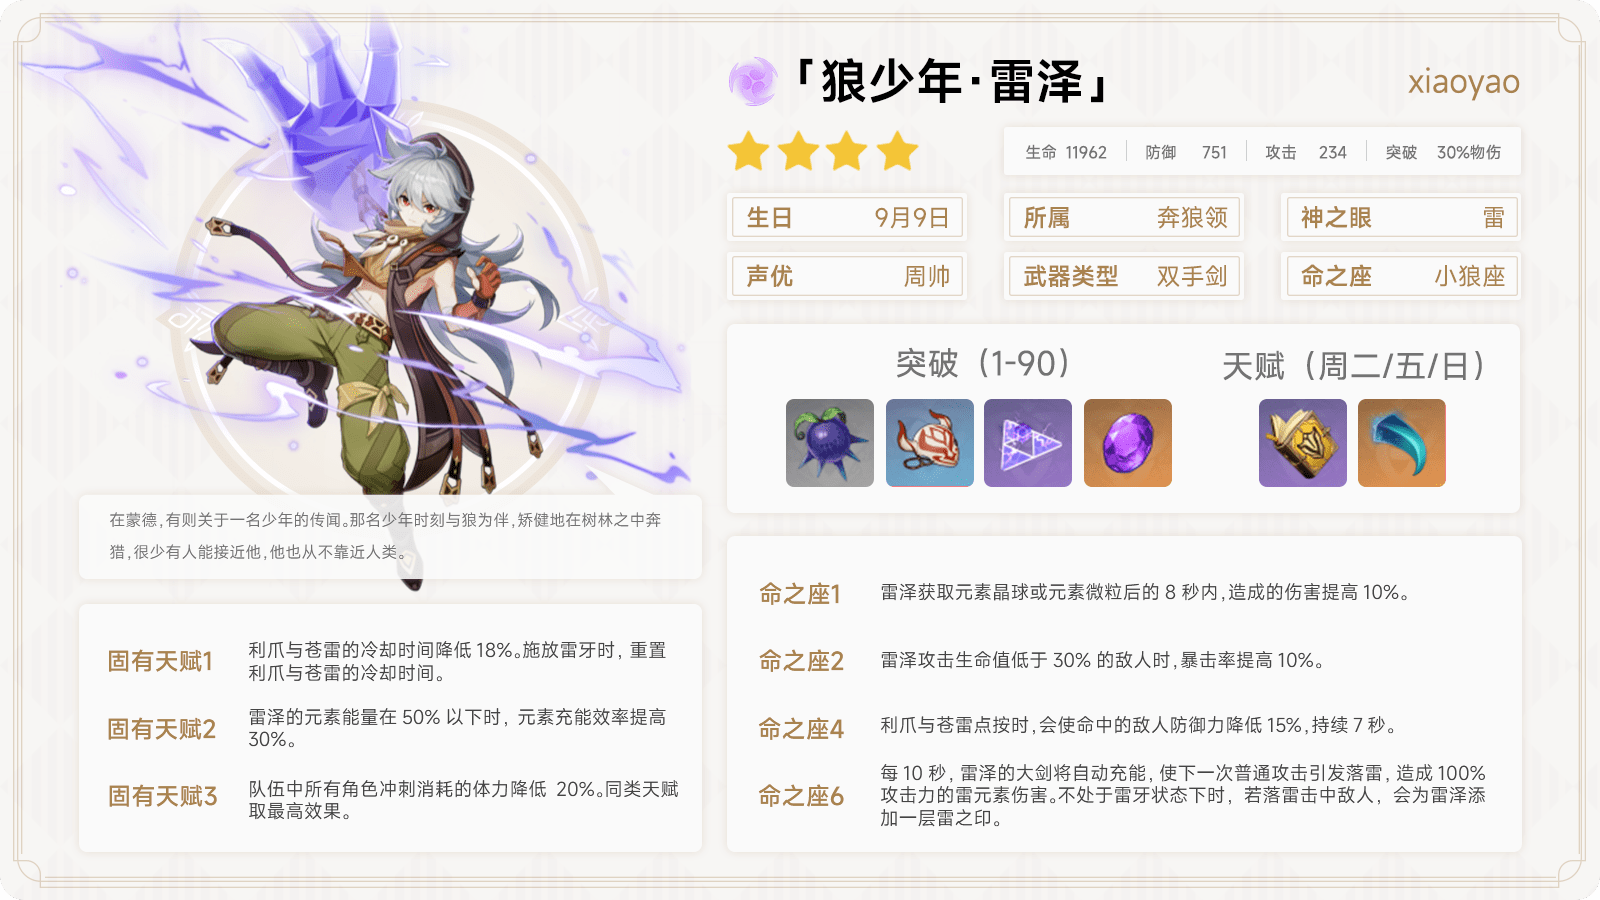 「狼少年·雷泽」
xiaoyao
生命 11962 防御 751 攻击 234 突破 30%物伤
生日 9月9日 所属 奔狼领 神之眼 雷
声优 周帅 武器类型 双手剑 命之座 小狼座
突破（1-90） 天赋（周二/五/日）
在蒙德,有则关于一名少年的传闻。那名少年时刻与狼为伴,矫健地在树林之中奔
猎,很少有人能接近他,他也从不靠近人类。
固有天赋1 利爪与苍雷的冷却时间降低 18%。施放雷牙时, 重置
利爪与苍雷的冷却时间。
固有天赋2 雷泽的元素能量在 50% 以下时, 元素充能效率提高
30%。
固有天赋3 队伍中所有角色冲刺消耗的体力降低 20%。同类天赋
取最高效果。
命之座1 雷泽获取元素晶球或元素微粒后的 8 秒内,造成的伤害提高 10%。
命之座2 雷泽攻击生命值低于 30% 的敌人时,暴击率提高 10%。
命之座4 利爪与苍雷点按时,会使命中的敌人防御力降低 15%,持续 7 秒。
命之座6 每 10 秒, 雷泽的大剑将自动充能, 使下一次普通攻击引发落雷, 造成 100%
攻击力的雷元素伤害。不处于雷牙状态下时, 若落雷击中敌人, 会为雷泽添
加一层雷之印。